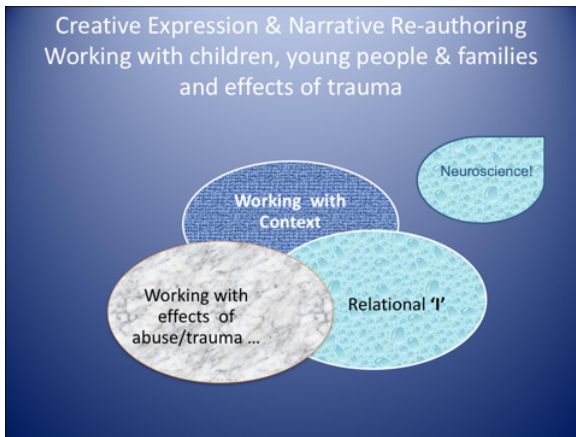 Creative Expression & Narrative Re-authoring
Working with children, young people & families
and effects of trauma
Neuroscience!
Working with
Context
Working with
effects of
abuse/trauma ...
Relational 'I'